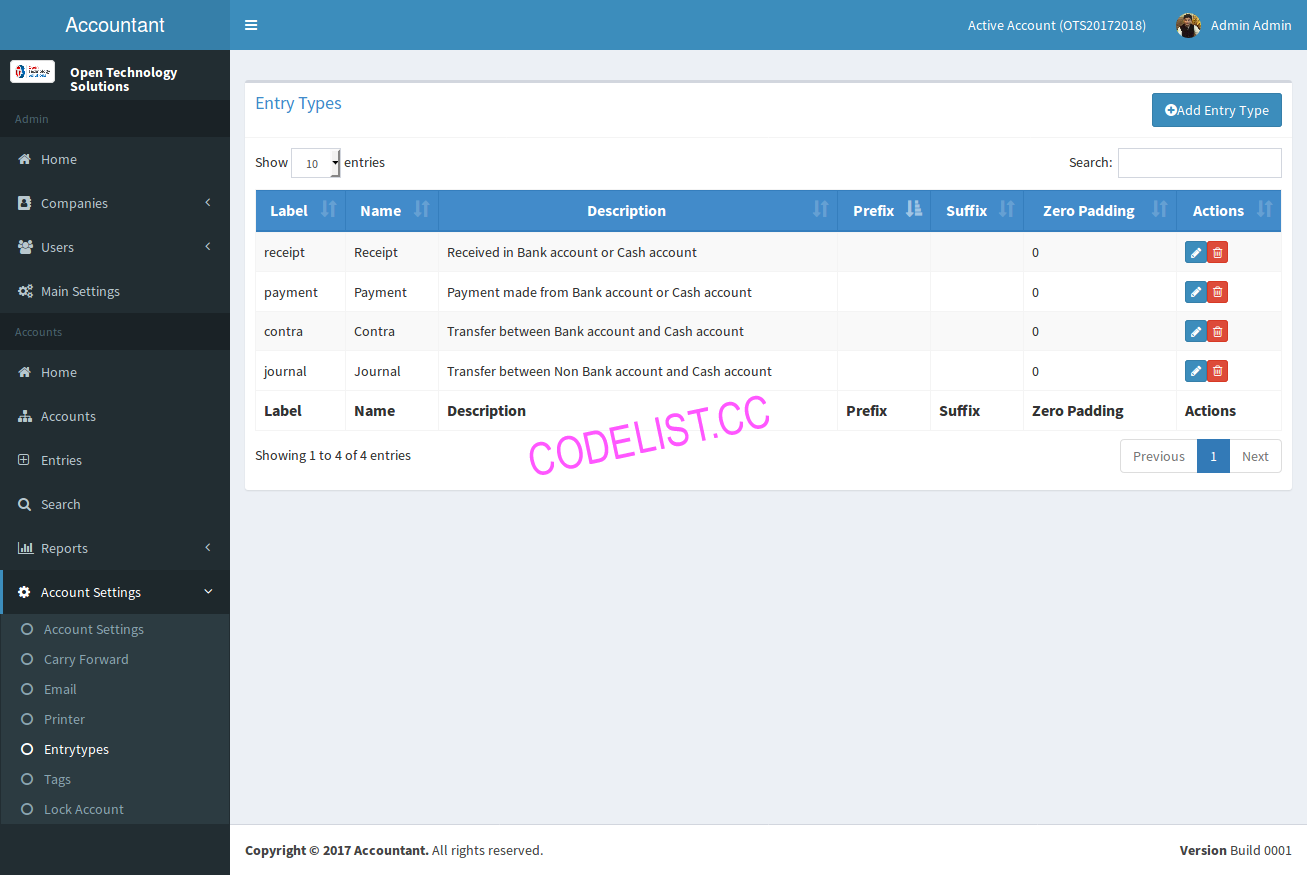 Accountant
Active Account (OTS20172018) Admin Admin
Open Technology
Solutions
Admin
Home
Companies
Users
Main Settings
Accounts
Home
Accounts
Entries
Search
Reports
Account Settings
Account Settings
Carry Forward
Email
Printer
Entrytypes
Tags
Lock Account
Entry Types
Add Entry Type
Show 10 entries
Search:
Label Name Description Prefix Suffix Zero Padding Actions
receipt Receipt Received in Bank account or Cash account 0
payment Payment Payment made from Bank account or Cash account 0
contra Contra Transfer between Bank account and Cash account 0
journal Journal Transfer between Non Bank account and Cash account 0
Label Name Description Prefix Suffix Zero Padding Actions
CODELIST.CC
Showing 1 to 4 of 4 entries
Previous 1 Next
Copyright © 2017 Accountant. All rights reserved.
Version Build 0001